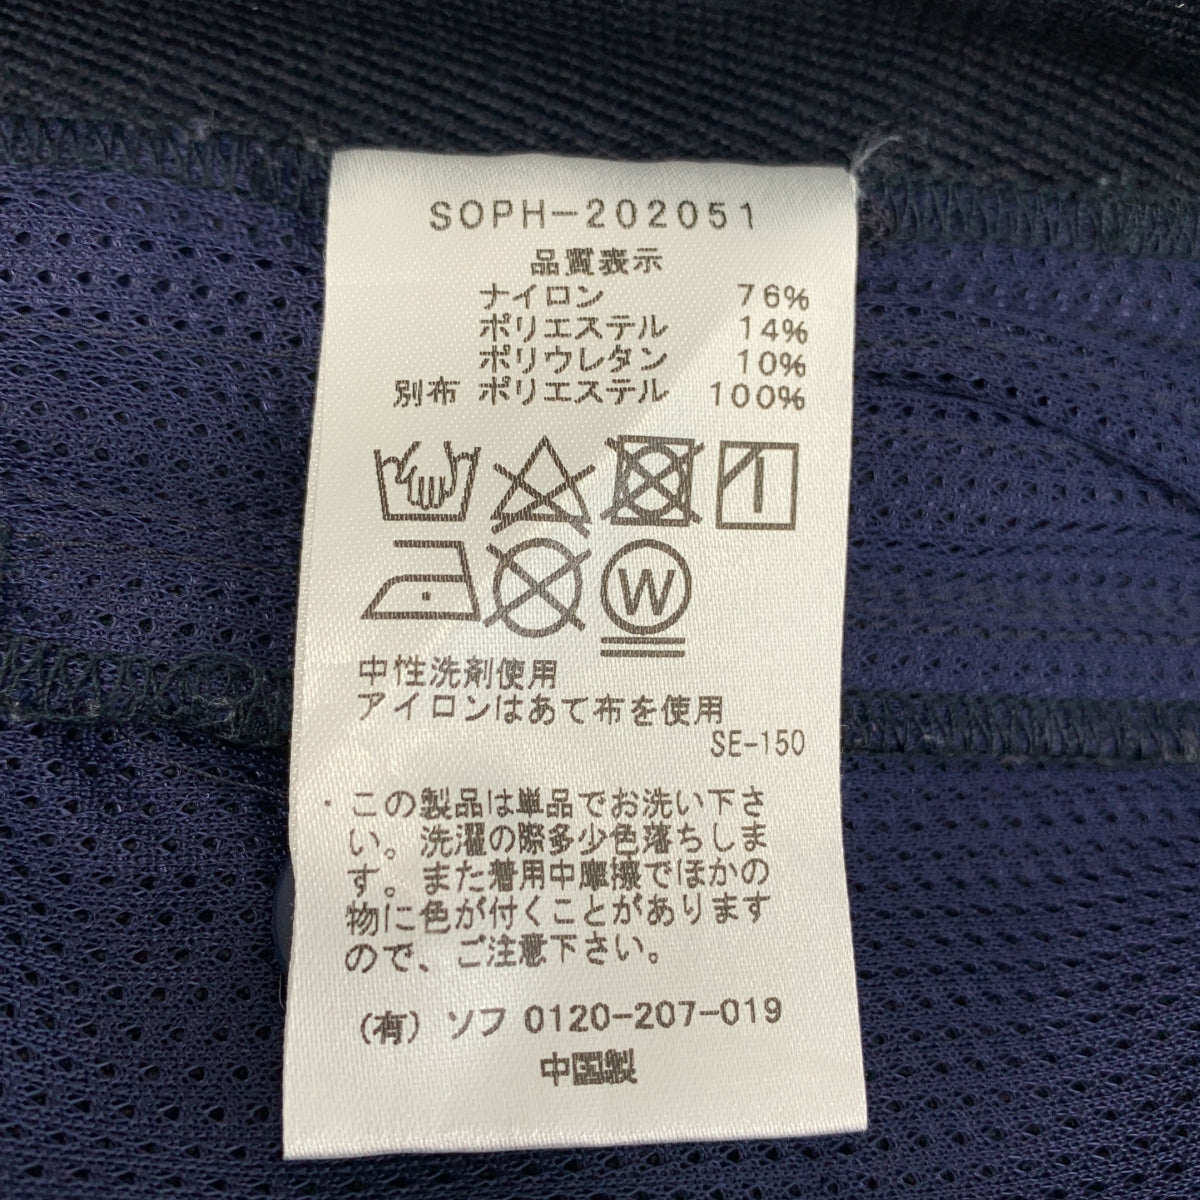 SOPH-202051
品質表示
ナイロン 76%
ポリエステル 14%
ポリウレタン 10%
別布 ポリエステル 100%
W
中性洗剤使用
アイロンはあて布を使用
SE-150
・この製品は単品でお洗い下さ
い。洗濯の際多少色落ちしま
す。また着用中摩擦でほかの
物に色が付くことがあります
ので、ご注意下さい。
(有) ソフ 0120-207-019
中国製